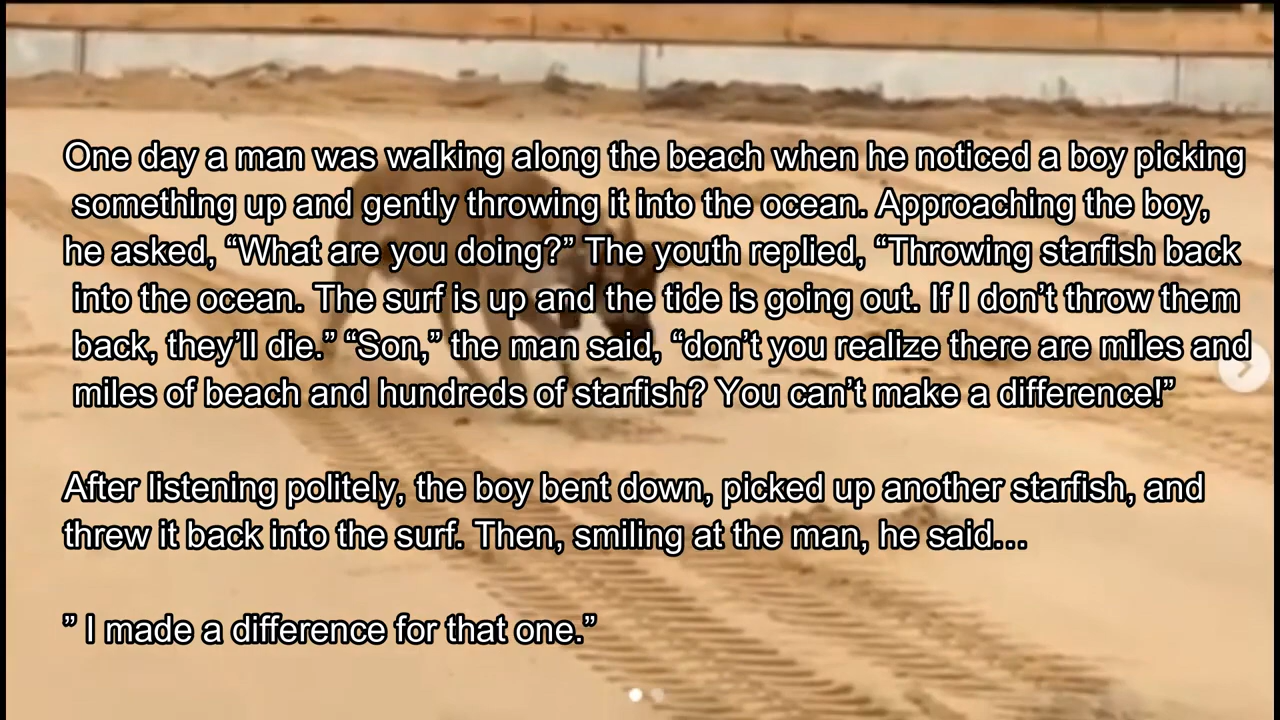 One day a man was walking along the beach when he noticed a boy picking
something up and gently throwing it into the ocean. Approaching the boy,
he asked, “What are you doing?” The youth replied, “Throwing starfish back
into the ocean. The surf is up and the tide is going out. If I don’t throw them
back, they’ll die.” “Son,” the man said, “don’t you realize there are miles and
miles of beach and hundreds of starfish? You can’t make a difference!”
After listening politely, the boy bent down, picked up another starfish, and
threw it back into the surf. Then, smiling at the man, he said…
” I made a difference for that one.”